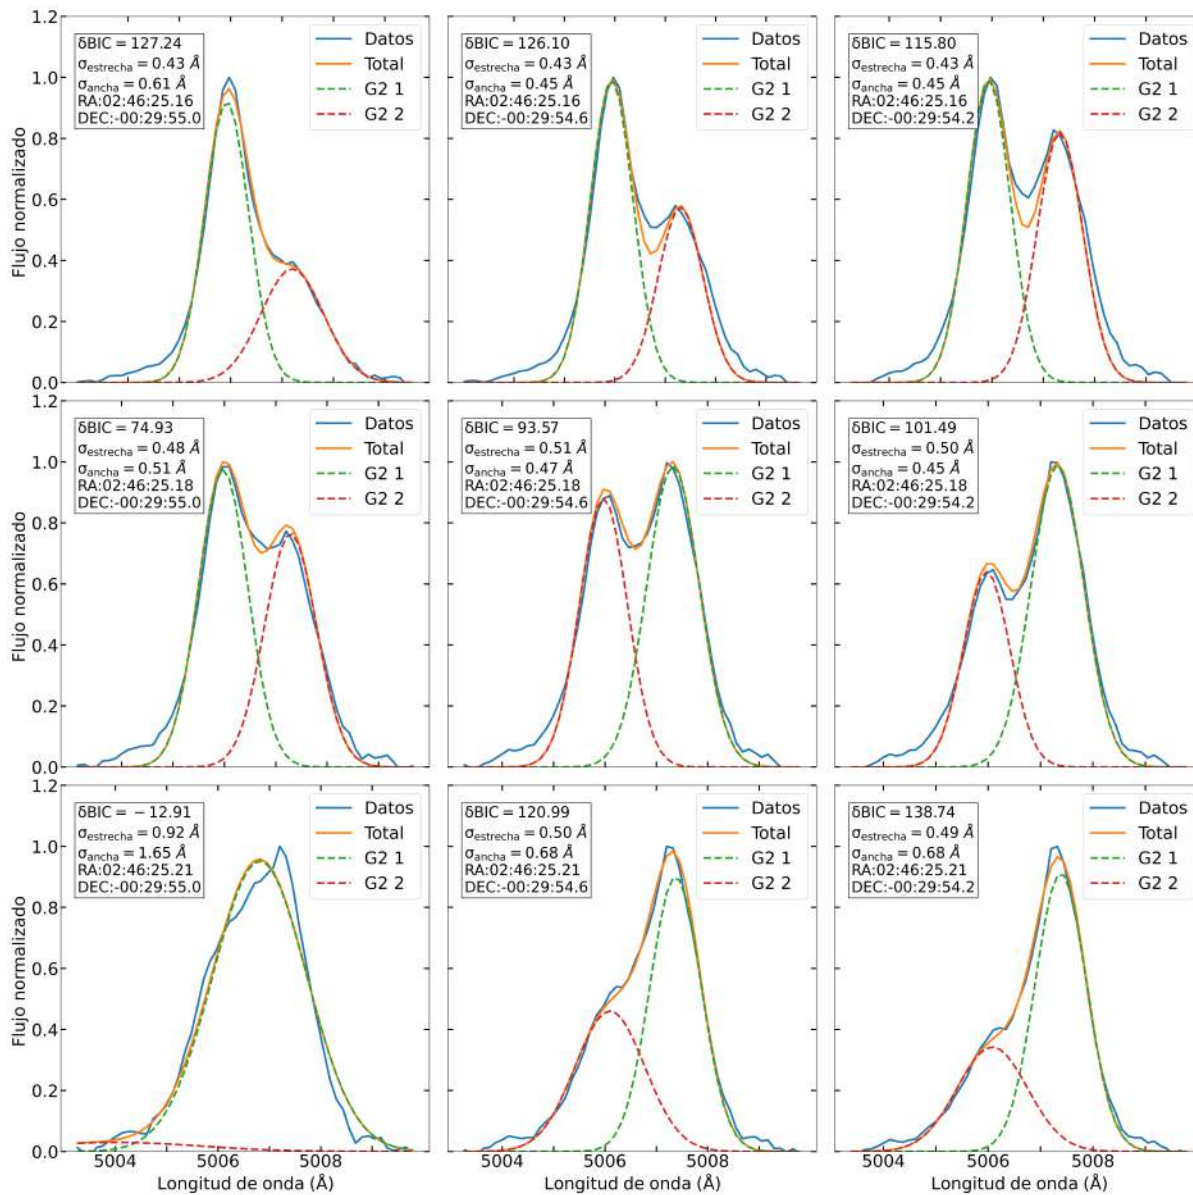 1.2
1.0
0.8
0.6
0.4
0.2
0.0
Flujo normalizado
δBIC = 127.24
σestrecha = 0.43 Å
σancha = 0.61 Å
RA:02:46:25.16
DEC:-00:29:55.0
Datos
Total
G2 1
G2 2
δBIC = 126.10
σestrecha = 0.43 Å
σancha = 0.45 Å
RA:02:46:25.16
DEC:-00:29:54.6
Datos
Total
G2 1
G2 2
δBIC = 115.80
σestrecha = 0.43 Å
σancha = 0.45 Å
RA:02:46:25.16
DEC:-00:29:54.2
Datos
Total
G2 1
G2 2
1.2
1.0
0.8
0.6
0.4
0.2
0.0
Flujo normalizado
δBIC = 74.93
σestrecha = 0.48 Å
σancha = 0.51 Å
RA:02:46:25.18
DEC:-00:29:55.0
Datos
Total
G2 1
G2 2
δBIC = 93.57
σestrecha = 0.51 Å
σancha = 0.47 Å
RA:02:46:25.18
DEC:-00:29:54.6
Datos
Total
G2 1
G2 2
δBIC = 101.49
σestrecha = 0.50 Å
σancha = 0.45 Å
RA:02:46:25.18
DEC:-00:29:54.2
Datos
Total
G2 1
G2 2
1.2
1.0
0.8
0.6
0.4
0.2
0.0
Flujo normalizado
δBIC = −12.91
σestrecha = 0.92 Å
σancha = 1.65 Å
RA:02:46:25.21
DEC:-00:29:55.0
Datos
Total
G2 1
G2 2
δBIC = 120.99
σestrecha = 0.50 Å
σancha = 0.68 Å
RA:02:46:25.21
DEC:-00:29:54.6
Datos
Total
G2 1
G2 2
δBIC = 138.74
σestrecha = 0.49 Å
σancha = 0.68 Å
RA:02:46:25.21
DEC:-00:29:54.2
Datos
Total
G2 1
G2 2
5004 5006 5008
5004 5006 5008
5004 5006 5008
Longitud de onda (Å)
Longitud de onda (Å)
Longitud de onda (Å)